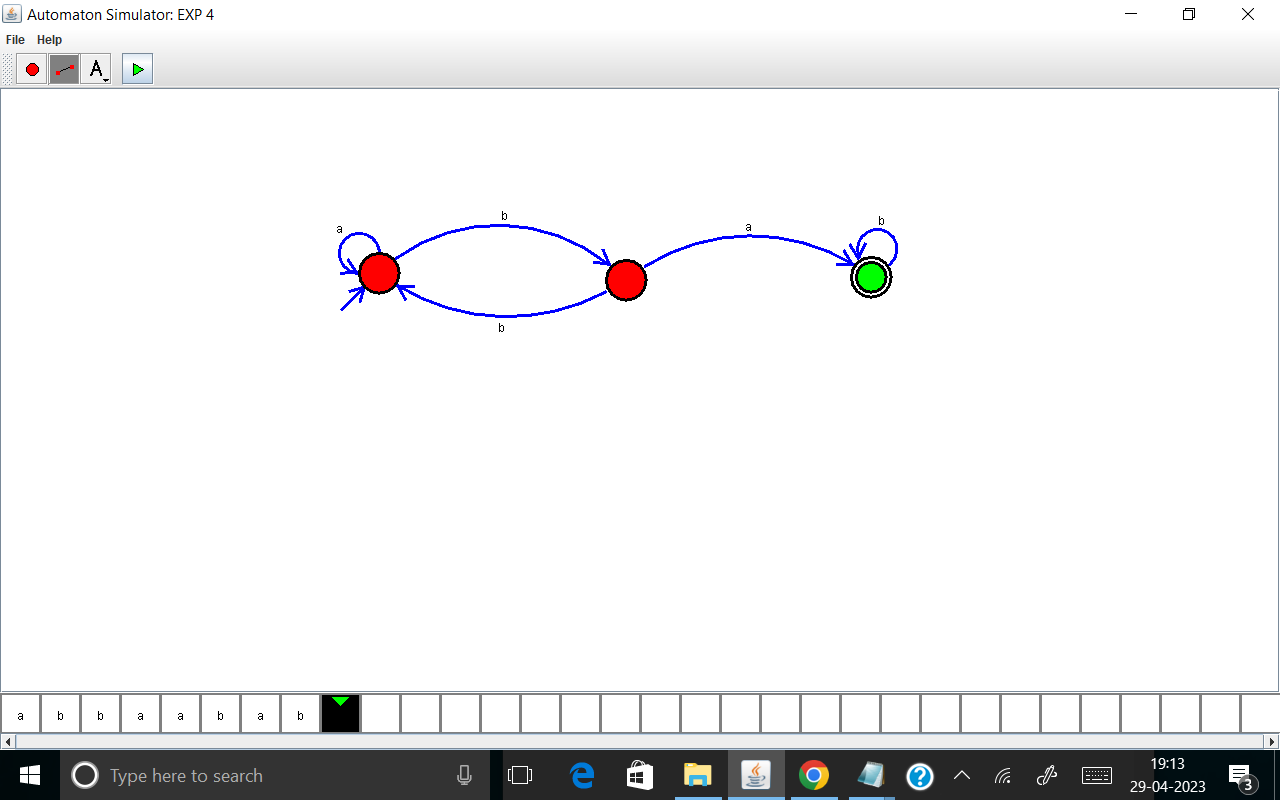 Automaton Simulator: EXP 4
File Help
A
b
a
b
a
b
a b b a a b a b
Type here to search
19:13
29-04-2023
3